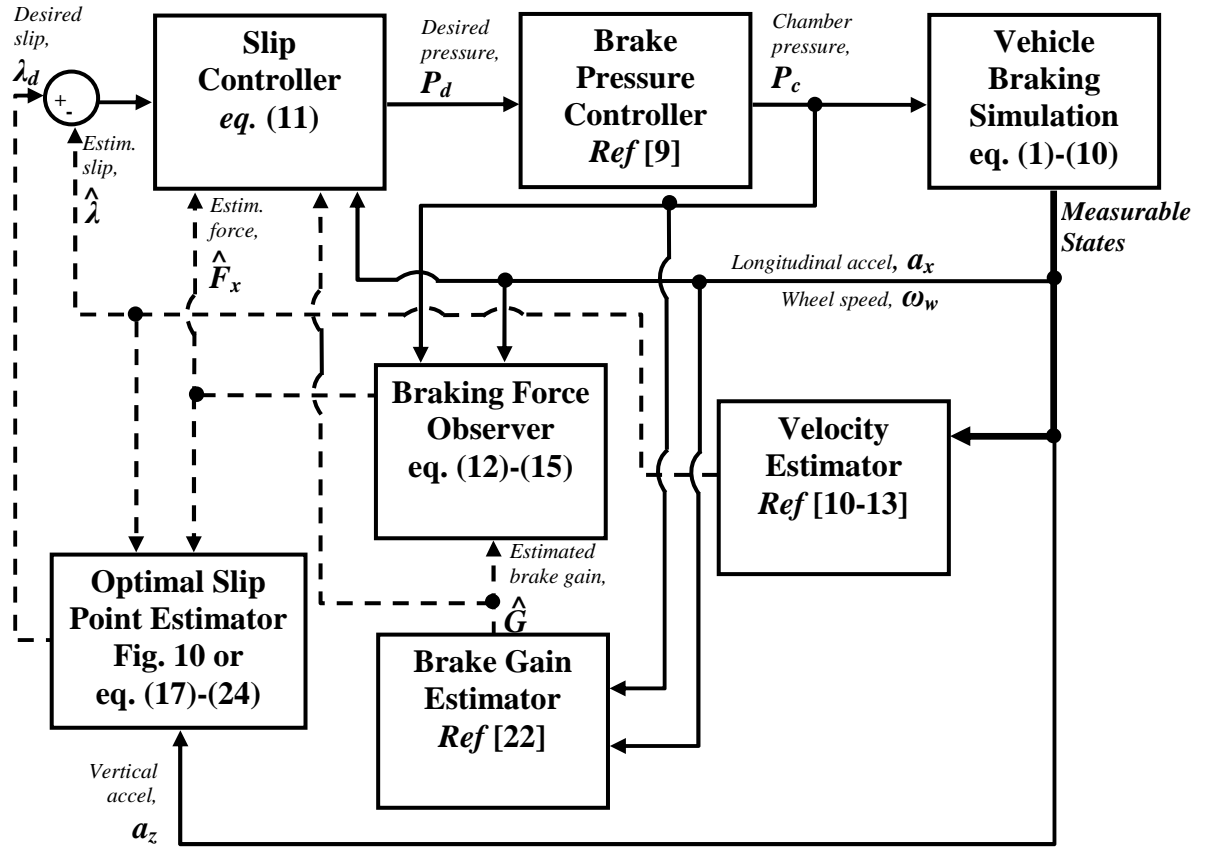 Desired
slip,
λd
+
-
Estim.
slip,
λ̂
Slip
Controller
eq. (11)
Desired
pressure,
Pd
Brake
Pressure
Controller
Ref [9]
Chamber
pressure,
Pc
Vehicle
Braking
Simulation
eq. (1)-(10)
Measurable
States
Estim.
force,
F̂x
Longitudinal accel, ax
Wheel speed, ωw
Braking Force
Observer
eq. (12)-(15)
Velocity
Estimator
Ref [10-13]
Estimated
brake gain,
Ĝ
Optimal Slip
Point Estimator
Fig. 10 or
eq. (17)-(24)
Brake Gain
Estimator
Ref [22]
Vertical
accel,
az